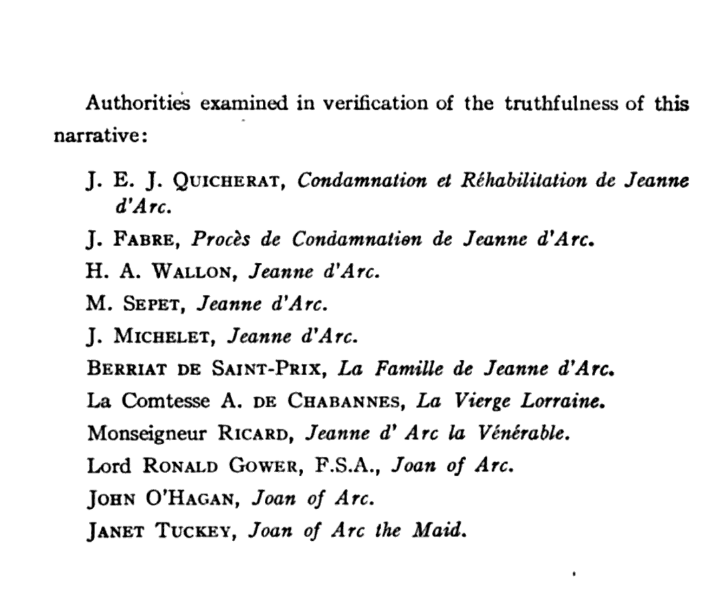 Authorities examined in verification of the truthfulness of this
narrative:
J. E. J. QUICHERAT, Condamnation et Réhabilitation de Jeanne
d'Arc.
J. FABRE, Procès de Condamnation de Jeanne d'Arc.
H. A. WALLON, Jeanne d'Arc.
M. SEPET, Jeanne d'Arc.
J. MICHELET, Jeanne d'Arc.
BERRIAT DE SAINT-PRIX, La Famille de Jeanne d'Arc.
La Comtesse A. DE CHABANNES, La Vierge Lorraine.
Monseigneur RICARD, Jeanne d' Arc la Vénérable.
Lord RONALD GOWER, F.S.A., Joan of Arc.
JOHN O'HAGAN, Joan of Arc.
JANET TUCKEY, Joan of Arc the Maid.